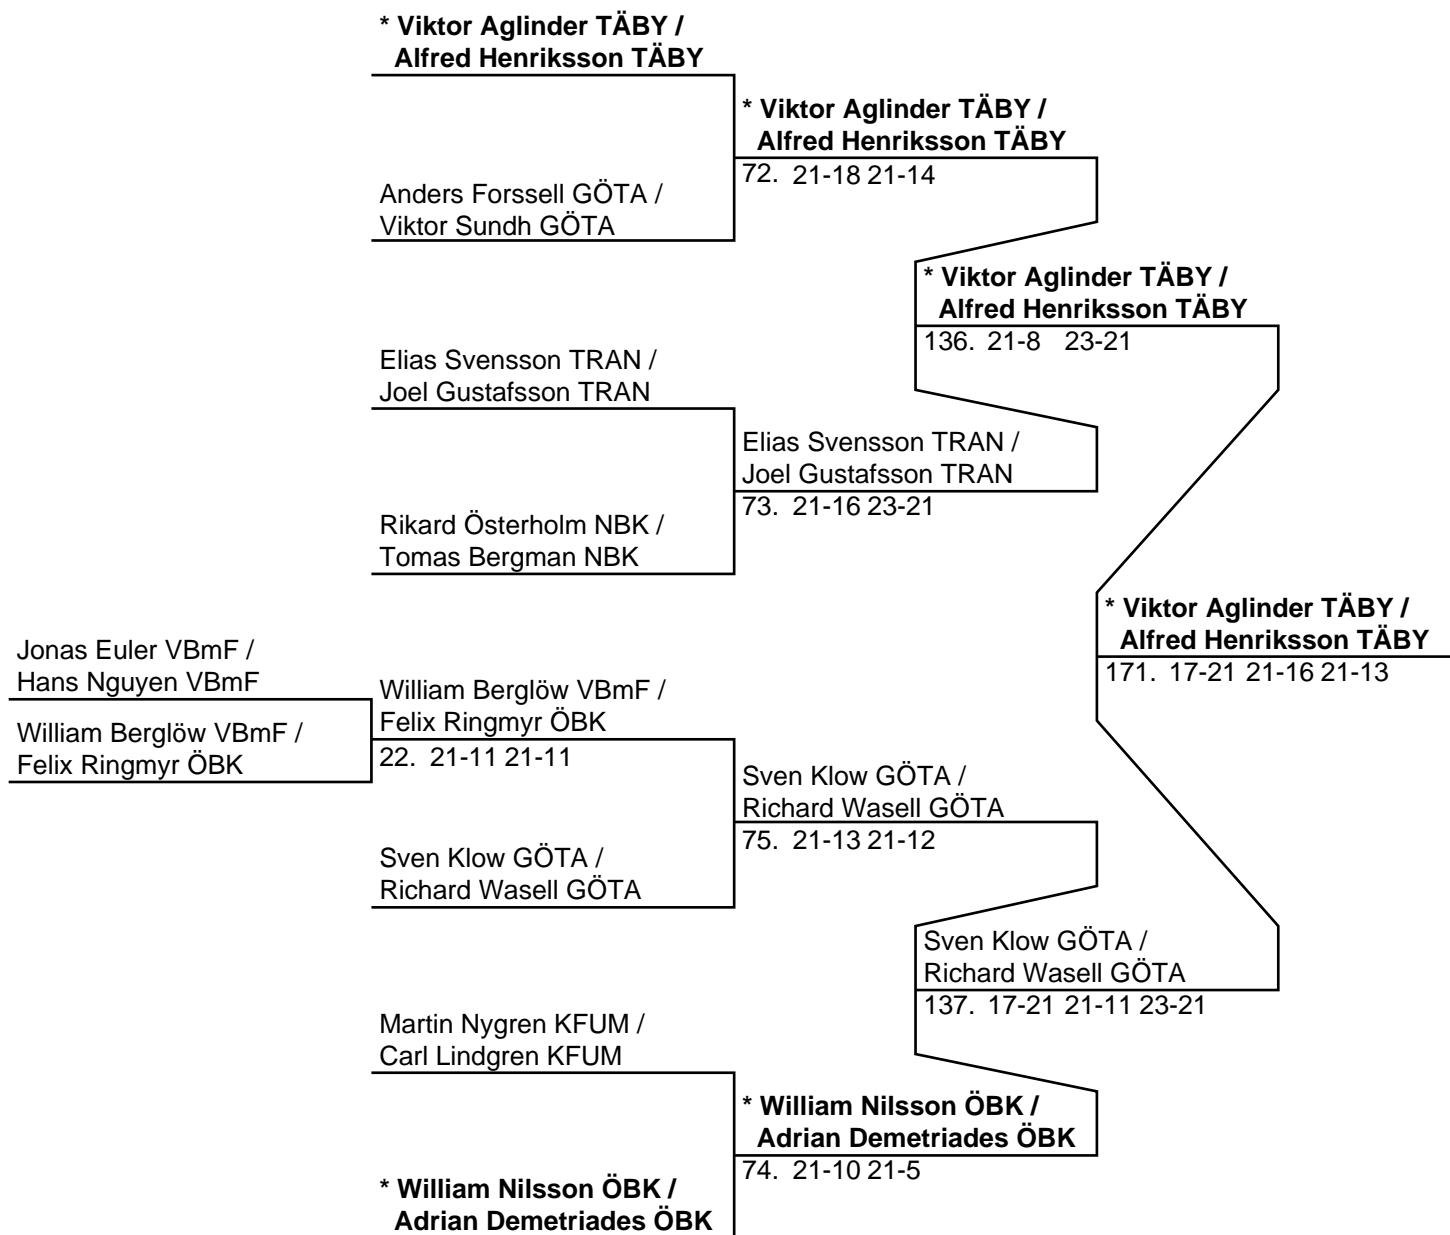 * Viktor Aglinder TÄBY /
Alfred Henriksson TÄBY
* Viktor Aglinder TÄBY /
Alfred Henriksson TÄBY
72. 21-18 21-14
Anders Forssell GÖTA /
Viktor Sundh GÖTA
* Viktor Aglinder TÄBY /
Alfred Henriksson TÄBY
136. 21-8 23-21
Elias Svensson TRAN /
Joel Gustafsson TRAN
Elias Svensson TRAN /
Joel Gustafsson TRAN
73. 21-16 23-21
Rikard Österholm NBK /
Tomas Bergman NBK
* Viktor Aglinder TÄBY /
Alfred Henriksson TÄBY
171. 17-21 21-16 21-13
Jonas Euler VBmF /
Hans Nguyen VBmF
William Berglöw VBmF /
Felix Ringmyr ÖBK
22. 21-11 21-11
William Berglöw VBmF /
Felix Ringmyr ÖBK
Sven Klow GÖTA /
Richard Wasell GÖTA
75. 21-13 21-12
Sven Klow GÖTA /
Richard Wasell GÖTA
Sven Klow GÖTA /
Richard Wasell GÖTA
137. 17-21 21-11 23-21
Martin Nygren KFUM /
Carl Lindgren KFUM
* William Nilsson ÖBK /
Adrian Demetriades ÖBK
74. 21-10 21-5
* William Nilsson ÖBK /
Adrian Demetriades ÖBK